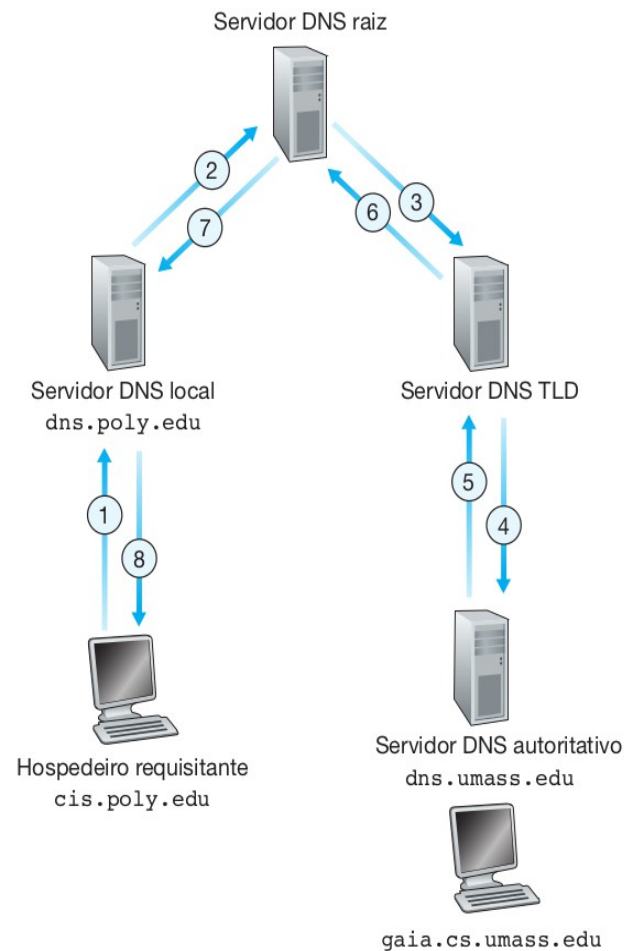 Servidor DNS raiz
2
3
6
7
Servidor DNS local
dns.poly.edu
Servidor DNS TLD
5
1
4
8
Hospedeiro requisitante
cis.poly.edu
Servidor DNS autoritativo
dns.umass.edu
gaia.cs.umass.edu